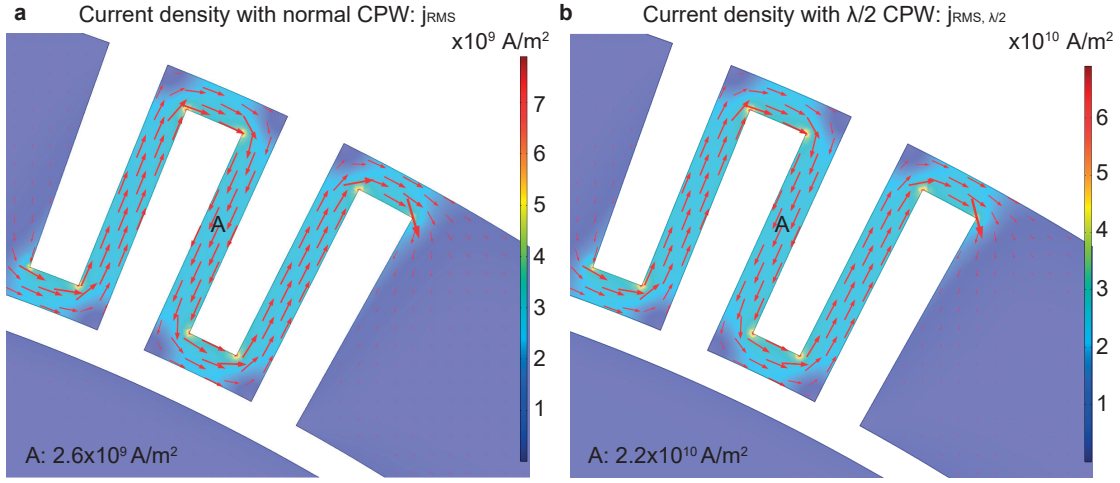 a Current density with normal CPW: jRMS
x10⁹ A/m²
7
6
5
4
3
2
1
A
A: 2.6x10⁹ A/m²
b Current density with λ/2 CPW: jRMS, λ/2
x10¹⁰ A/m²
6
5
4
3
2
1
A
A: 2.2x10¹⁰ A/m²